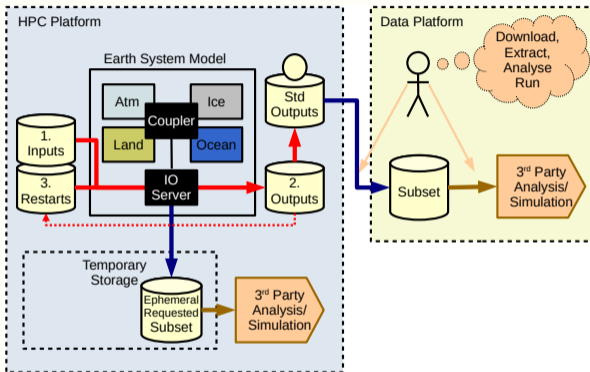 HPC Platform
Data Platform
Earth System Model
Download,
Extract,
Analyse
Run
Atm
Ice
Coupler
Land
Ocean
IO
Server
1.
Inputs
3.
Restarts
Std
Outputs
2.
Outputs
Subset
3rd Party
Analysis/
Simulation
Temporary
Storage
Ephemeral
Requested
Subset
3rd Party
Analysis/
Simulation